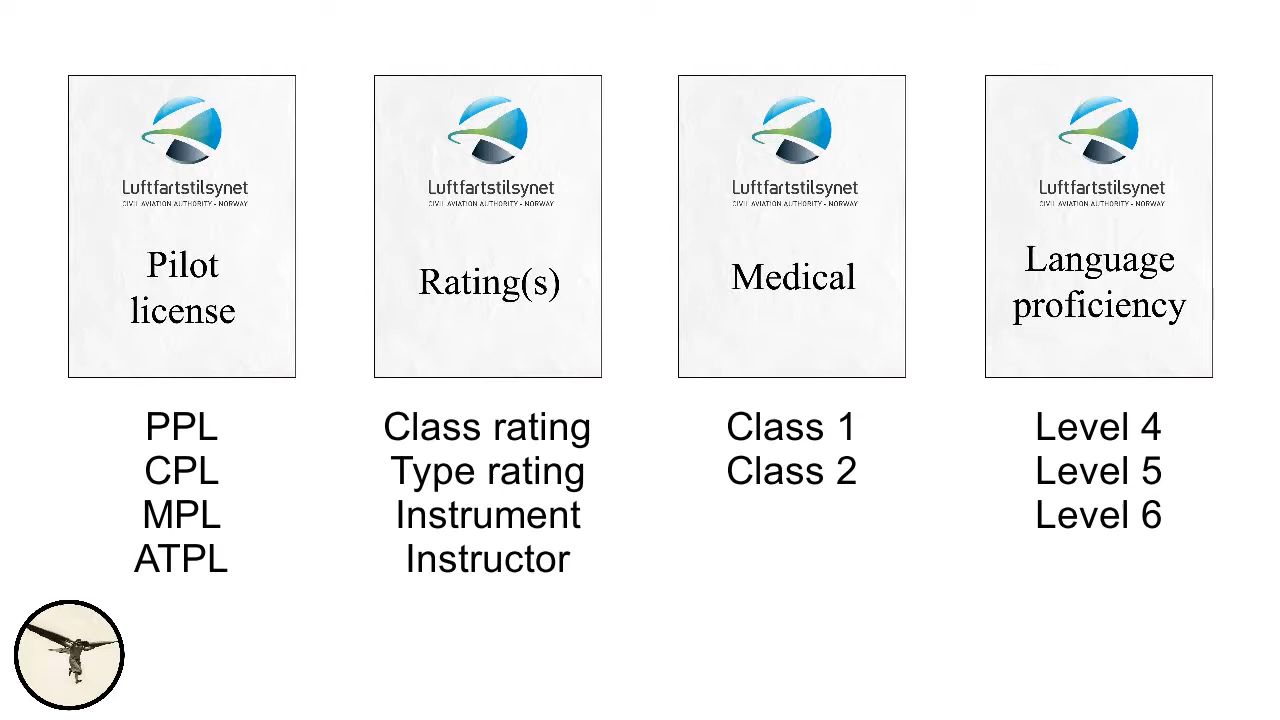 Luftfartstilsynet
CIVIL AVIATION AUTHORITY - NORWAY
Pilot
license
PPL
CPL
MPL
ATPL
Luftfartstilsynet
CIVIL AVIATION AUTHORITY - NORWAY
Rating(s)
Class rating
Type rating
Instrument
Instructor
Luftfartstilsynet
CIVIL AVIATION AUTHORITY - NORWAY
Medical
Class 1
Class 2
Luftfartstilsynet
CIVIL AVIATION AUTHORITY - NORWAY
Language
proficiency
Level 4
Level 5
Level 6